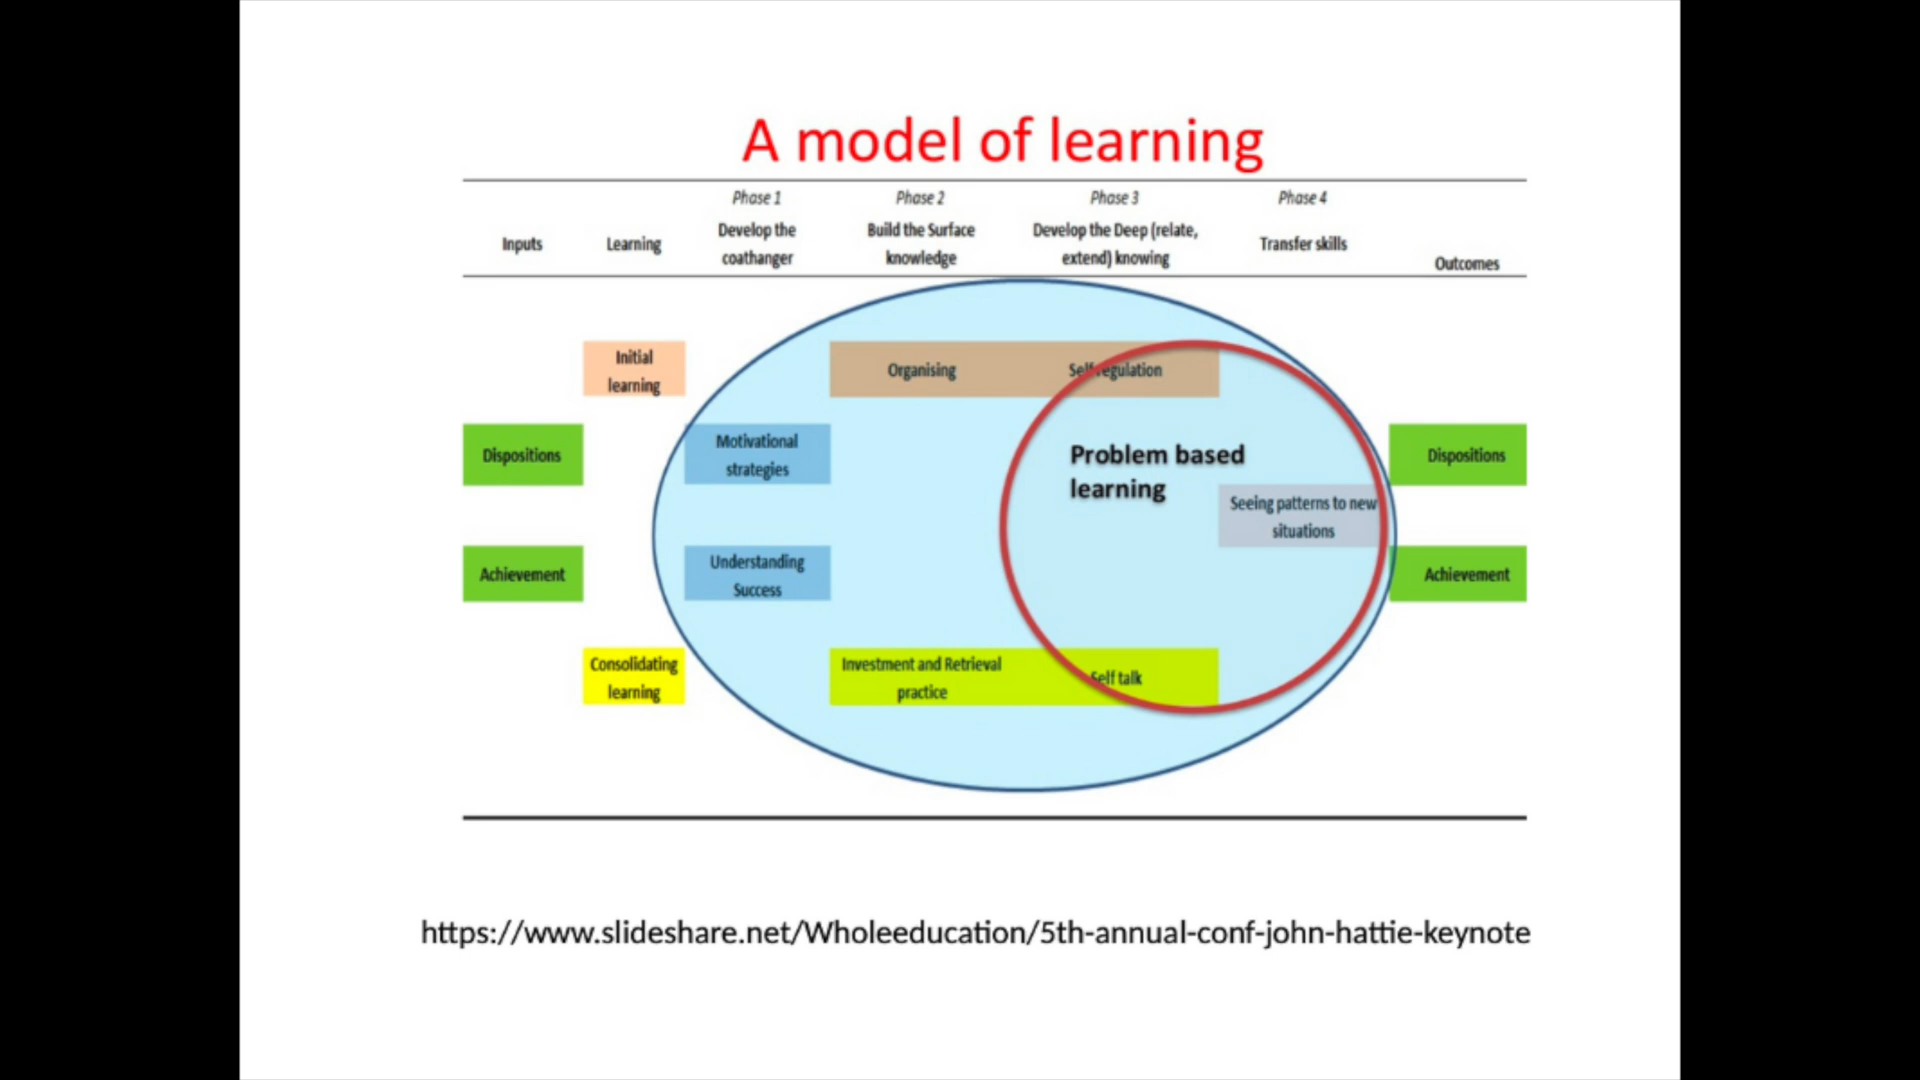 A model of learning
Phase 1
Phase 2
Phase 3
Phase 4
Inputs
Learning
Develop the
coathanger
Build the Surface
knowledge
Develop the Deep (relate,
extend) knowing
Transfer skills
Outcomes
Initial
learning
Organising
Self regulation
Dispositions
Motivational
strategies
Problem based
learning
Dispositions
Seeing patterns to new
situations
Achievement
Understanding
Success
Achievement
Consolidating
learning
Investment and Retrieval
practice
Self talk
https://www.slideshare.net/Wholeeducation/5th-annual-conf-john-hattie-keynote